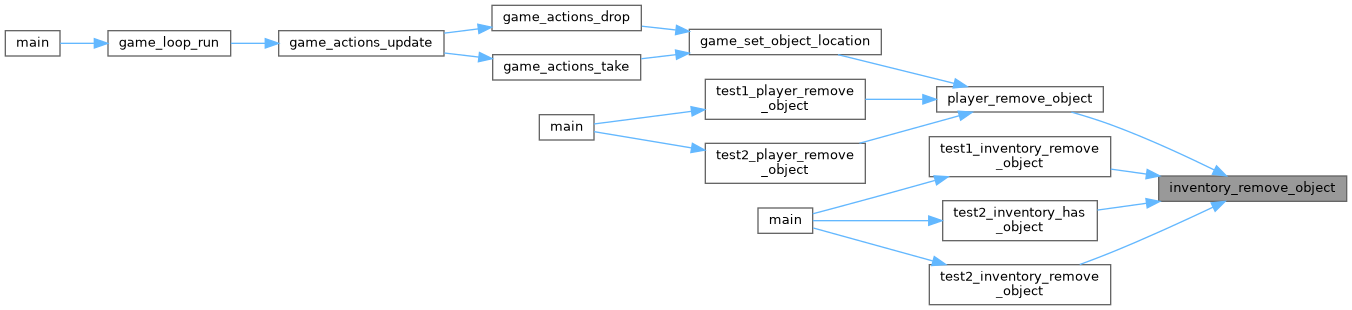 game_actions_drop
main
game_loop_run
game_actions_update
game_set_object_location
game_actions_take
test1_player_remove
_object
player_remove_object
main
test2_player_remove
_object
test1_inventory_remove
_object
inventory_remove_object
main
test2_inventory_has
_object
test2_inventory_remove
_object